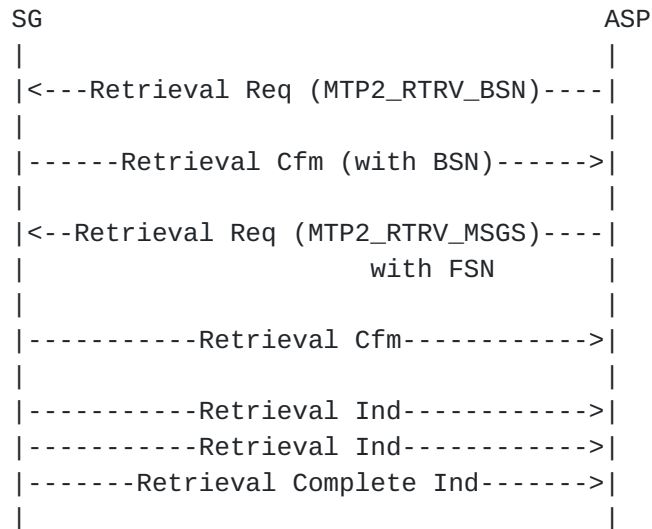 SG                                 ASP
|                                  |
|<---Retrieval Req (MTP2_RTRV_BSN)----|
|                                  |
|------Retrieval Cfm (with BSN)------>|
|                                  |
|<--Retrieval Req (MTP2_RTRV_MSGS)----|
|                    with FSN      |
|                                  |
|-----------Retrieval Cfm------------>|
|                                  |
|-----------Retrieval Ind------------>|
|-----------Retrieval Ind------------>|
|-------Retrieval Complete Ind------->|
|                                  |